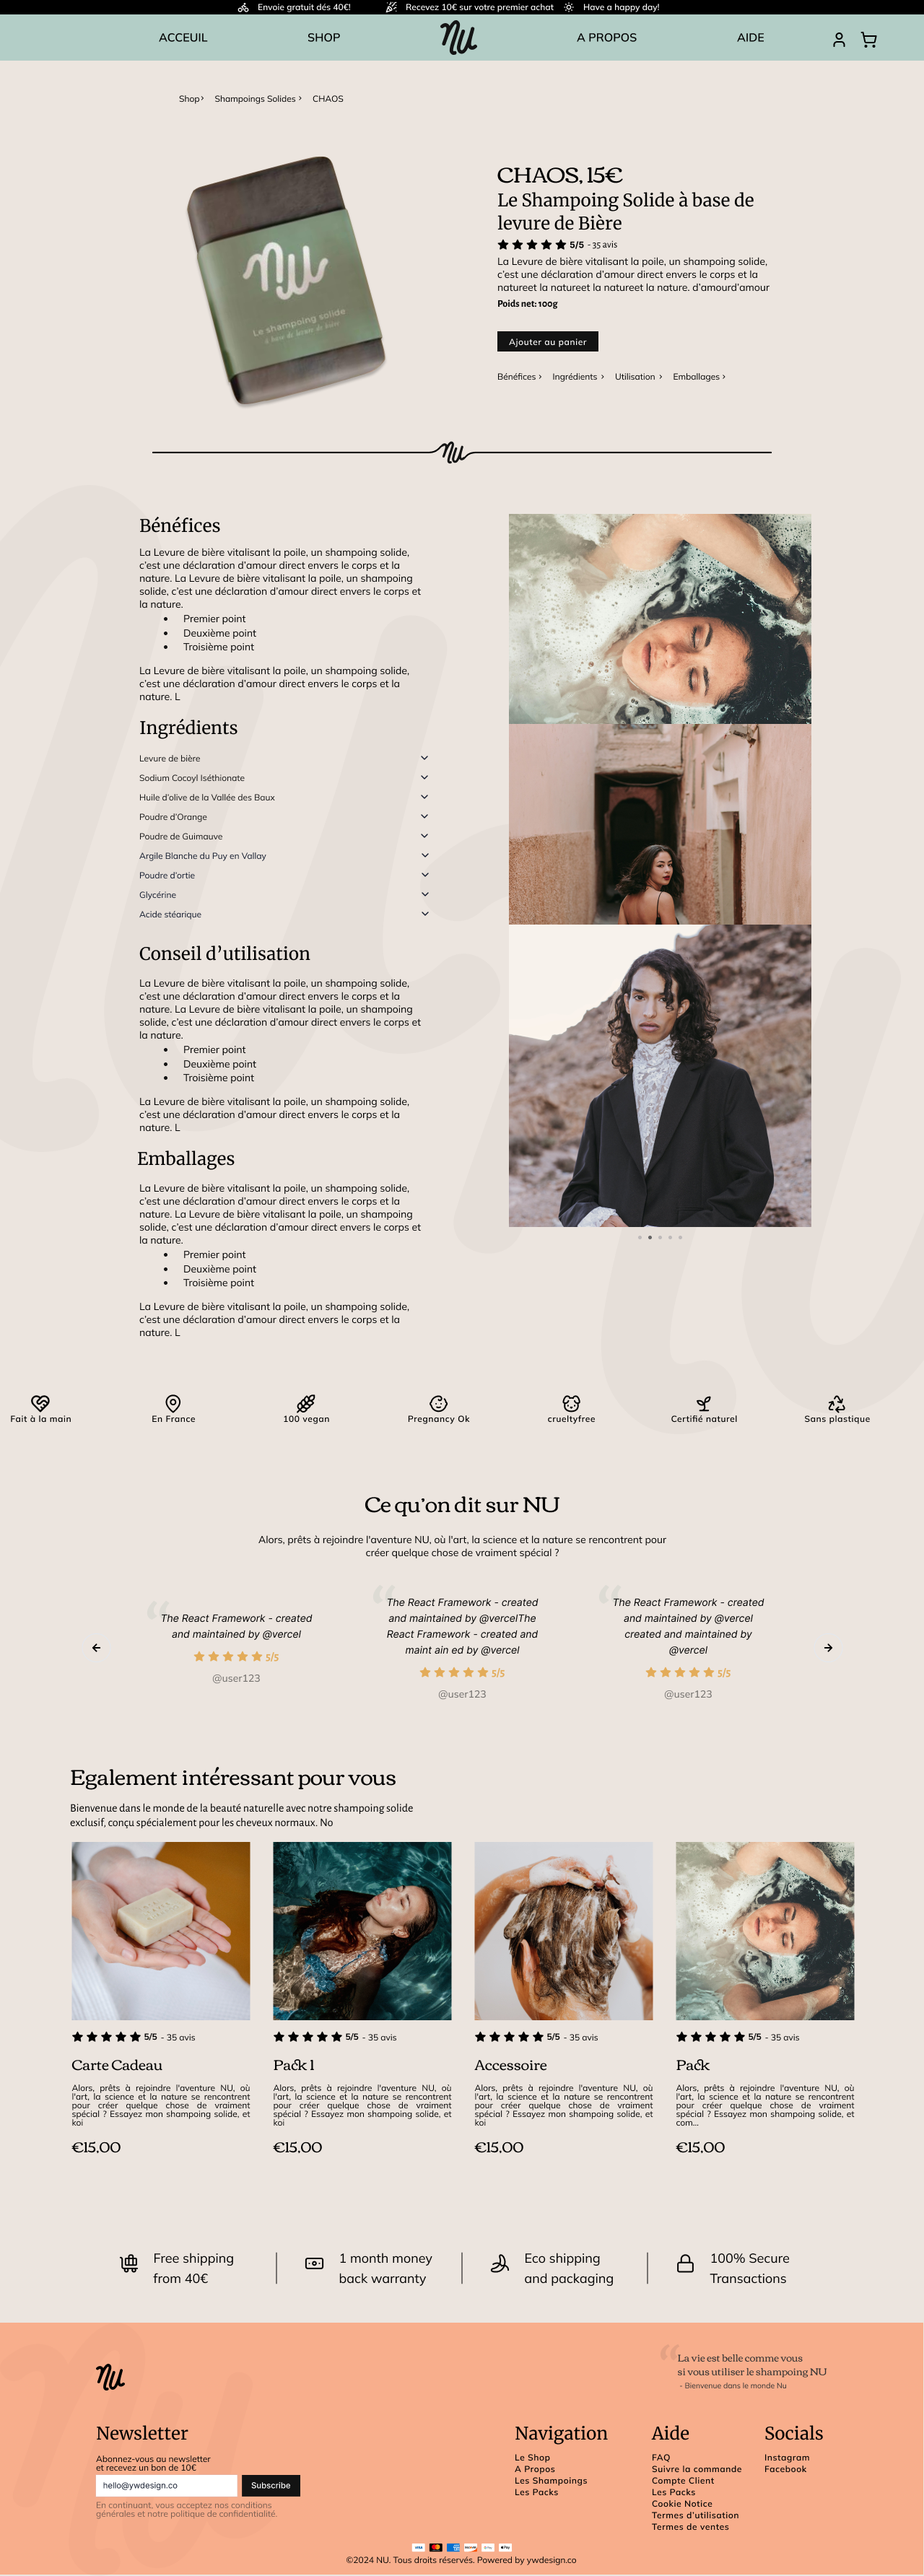 Envoie gratuit dés 40€!
Recevez 10€ sur votre premier achat
Have a happy day!
ACCEUIL
SHOP
nu
A PROPOS
AIDE
Shop
Shampoings Solides
CHAOS
nu
Le shampoing solide
à base de levure de bière
CHAOS, 15€
Le Shampoing Solide à base de
levure de Bière
5/5 - 35 avis
La Levure de bière vitalisant la poile, un shampoing solide,
c'est une déclaration d'amour direct envers le corps et la
natureet la natureet la natureet la nature. d'amourd'amour
Poids net: 100g
Ajouter au panier
Bénéfices
Ingrédients
Utilisation
Emballages
nu
Bénéfices
La Levure de bière vitalisant la poile, un shampoing solide,
c'est une déclaration d'amour direct envers le corps et la
nature. La Levure de bière vitalisant la poile, un shampoing
solide, c'est une déclaration d'amour direct envers le corps et
la nature.
• Premier point
• Deuxième point
• Troisième point
La Levure de bière vitalisant la poile, un shampoing solide,
c'est une déclaration d'amour direct envers le corps et la
nature. L
Ingrédients
Levure de bière
Sodium Cocoyl Iséthionate
Huile d'olive de la Vallée des Baux
Poudre d'Orange
Poudre de Guimauve
Argile Blanche du Puy en Vallay
Poudre d'ortie
Glycérine
Acide stéarique
Conseil d'utilisation
La Levure de bière vitalisant la poile, un shampoing solide,
c'est une déclaration d'amour direct envers le corps et la
nature. La Levure de bière vitalisant la poile, un shampoing
solide, c'est une déclaration d'amour direct envers le corps et
la nature.
• Premier point
• Deuxième point
• Troisième point
La Levure de bière vitalisant la poile, un shampoing solide,
c'est une déclaration d'amour direct envers le corps et la
nature. L
Emballages
La Levure de bière vitalisant la poile, un shampoing solide,
c'est une déclaration d'amour direct envers le corps et la
nature. La Levure de bière vitalisant la poile, un shampoing
solide, c'est une déclaration d'amour direct envers le corps et
la nature.
• Premier point
• Deuxième point
• Troisième point
La Levure de bière vitalisant la poile, un shampoing solide,
c'est une déclaration d'amour direct envers le corps et la
nature. L
Fait à la main
En France
100 vegan
Pregnancy Ok
crueltyfree
Certifié naturel
Sans plastique
Ce qu'on dit sur NU
Alors, prêts à rejoindre l'aventure NU, où l'art, la science et la nature se rencontrent pour
créer quelque chose de vraiment spécial ?
The React Framework - created
and maintained by @vercel
5/5
@user123
The React Framework - created
and maintained by @vercelThe
React Framework - created and
maint ain ed by @vercel
5/5
@user123
The React Framework - created
and maintained by @vercel
created and maintained by
@vercel
5/5
@user123
Egalement intéressant pour vous
Bienvenue dans le monde de la beauté naturelle avec notre shampoing solide
exclusif, conçu spécialement pour les cheveux normaux. No
5/5 - 35 avis
Carte Cadeau
Alors, prêts à rejoindre l'aventure NU, où
l'art, la science et la nature se rencontrent
pour créer quelque chose de vraiment
spécial ? Essayez mon shampoing solide, et
koi
€15,00
5/5 - 35 avis
Pack 1
Alors, prêts à rejoindre l'aventure NU, où
l'art, la science et la nature se rencontrent
pour créer quelque chose de vraiment
spécial ? Essayez mon shampoing solide, et
koi
€15,00
5/5 - 35 avis
Accessoire
Alors, prêts à rejoindre l'aventure NU, où
l'art, la science et la nature se rencontrent
pour créer quelque chose de vraiment
spécial ? Essayez mon shampoing solide, et
koi
€15,00
5/5 - 35 avis
Pack
Alors, prêts à rejoindre l'aventure NU, où
l'art, la science et la nature se rencontrent
pour créer quelque chose de vraiment
spécial ? Essayez mon shampoing solide, et
com...
€15,00
Free shipping
from 40€
1 month money
back warranty
Eco shipping
and packaging
100% Secure
Transactions
nu
La vie est belle comme vous
si vous utiliser le shampoing NU
- Bienvenue dans le monde Nu
Newsletter
Abonnez-vous au newsletter
et recevez un bon de 10€
hello@ywdesign.co
Subscribe
En continuant, vous acceptez nos conditions
générales et notre politique de confidentialité.
Navigation
Le Shop
A Propos
Les Shampoings
Les Packs
Aide
FAQ
Suivre la commande
Compte Client
Les Packs
Cookie Notice
Termes d'utilisation
Termes de ventes
Socials
Instagram
Facebook
©2024 NU. Tous droits réservés. Powered by ywdesign.co